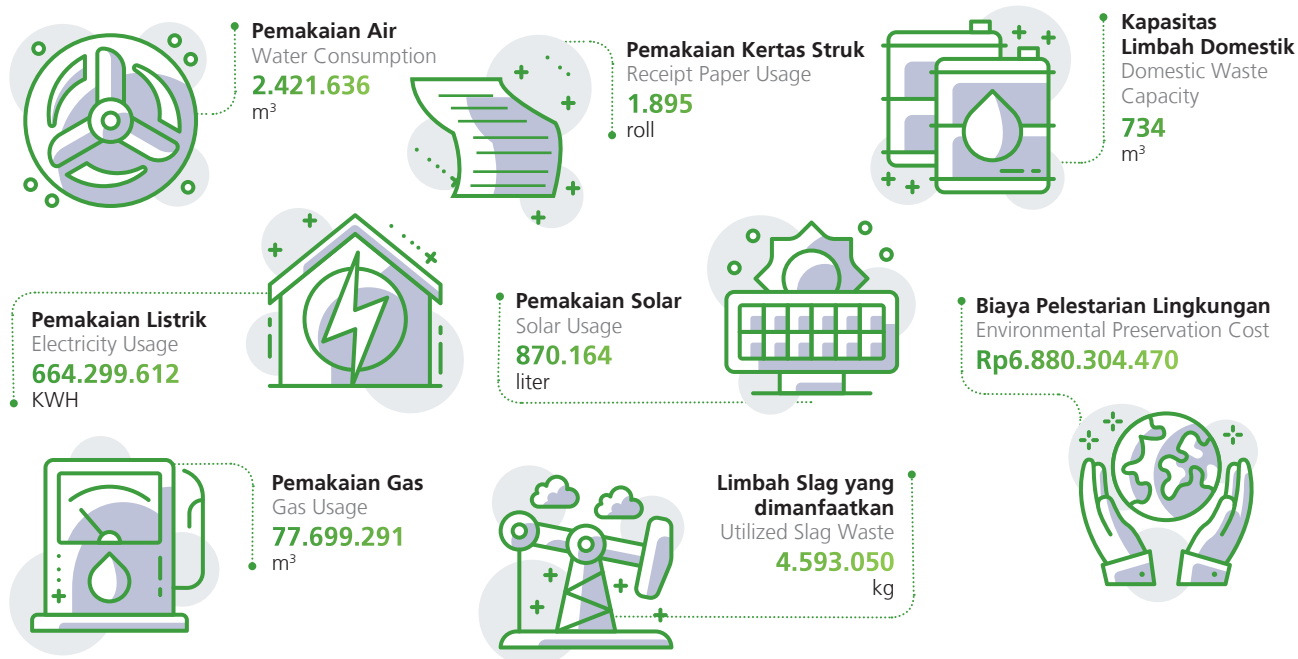 Pemakaian Air
Water Consumption
2.421.636
m³
Pemakaian Kertas Struk
Receipt Paper Usage
1.895
roll
Kapasitas
Limbah Domestik
Domestic Waste
Capacity
734
m³
Pemakaian Listrik
Electricity Usage
664.299.612
KWH
Pemakaian Solar
Solar Usage
870.164
liter
Biaya Pelestarian Lingkungan
Environmental Preservation Cost
Rp6.880.304.470
Pemakaian Gas
Gas Usage
77.699.291
m³
Limbah Slag yang
dimanfaatkan
Utilized Slag Waste
4.593.050
kg